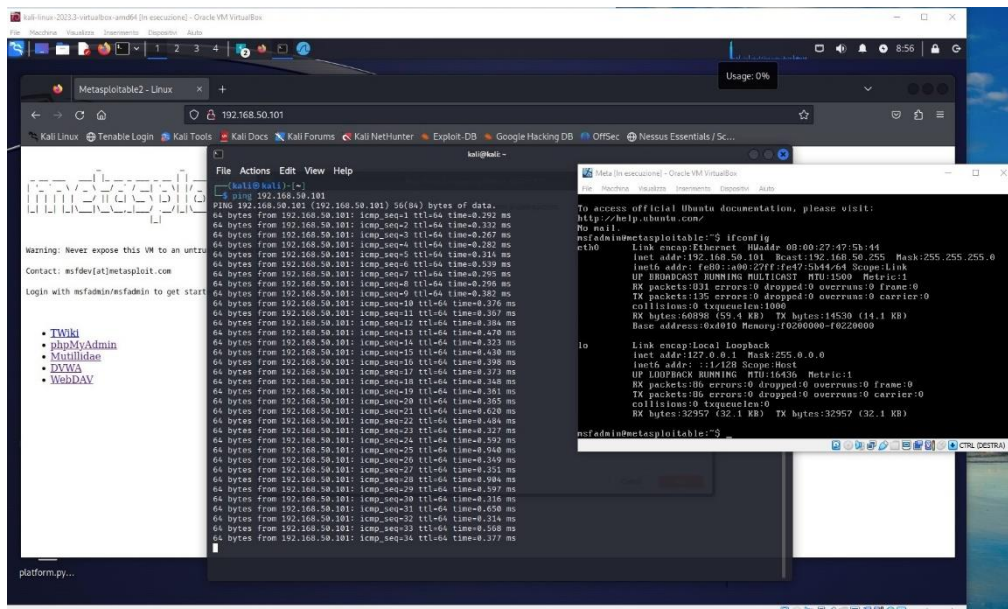 kali-linux-2023.3-virtualbox-amd64 [In esecuzione] - Oracle VM VirtualBox
File Macchina Visualizza Inserimento Dispositivi Aiuto
1 2 3 4
8:56
Usage: 0%
Metasploitable2 - Linux
192.168.50.101
Kali Linux Tenable Login Kali Tools Kali Docs Kali Forums Kali NetHunter Exploit-DB Google Hacking DB OffSec Nessus Essentials / Sc...
Warning: Never expose this VM to an untru
Contact: msfdev[at]metasploit.com
Login with msfadmin/msfadmin to get start
TWiki
phpMyAdmin
Mutillidae
DVWA
WebDAV
platform.py...
kali@kali: ~
File Actions Edit View Help
(kali㉿kali)-[~]
$ ping 192.168.50.101
PING 192.168.50.101 (192.168.50.101) 56(84) bytes of data.
64 bytes from 192.168.50.101: icmp_seq=1 ttl=64 time=0.292 ms
64 bytes from 192.168.50.101: icmp_seq=2 ttl=64 time=0.332 ms
64 bytes from 192.168.50.101: icmp_seq=3 ttl=64 time=0.267 ms
64 bytes from 192.168.50.101: icmp_seq=4 ttl=64 time=0.282 ms
64 bytes from 192.168.50.101: icmp_seq=5 ttl=64 time=0.314 ms
64 bytes from 192.168.50.101: icmp_seq=6 ttl=64 time=0.539 ms
64 bytes from 192.168.50.101: icmp_seq=7 ttl=64 time=0.295 ms
64 bytes from 192.168.50.101: icmp_seq=8 ttl=64 time=0.296 ms
64 bytes from 192.168.50.101: icmp_seq=9 ttl=64 time=0.382 ms
64 bytes from 192.168.50.101: icmp_seq=10 ttl=64 time=0.376 ms
64 bytes from 192.168.50.101: icmp_seq=11 ttl=64 time=0.367 ms
64 bytes from 192.168.50.101: icmp_seq=12 ttl=64 time=0.384 ms
64 bytes from 192.168.50.101: icmp_seq=13 ttl=64 time=0.470 ms
64 bytes from 192.168.50.101: icmp_seq=14 ttl=64 time=0.323 ms
64 bytes from 192.168.50.101: icmp_seq=15 ttl=64 time=0.430 ms
64 bytes from 192.168.50.101: icmp_seq=16 ttl=64 time=0.398 ms
64 bytes from 192.168.50.101: icmp_seq=17 ttl=64 time=0.373 ms
64 bytes from 192.168.50.101: icmp_seq=18 ttl=64 time=0.348 ms
64 bytes from 192.168.50.101: icmp_seq=19 ttl=64 time=0.361 ms
64 bytes from 192.168.50.101: icmp_seq=20 ttl=64 time=0.365 ms
64 bytes from 192.168.50.101: icmp_seq=21 ttl=64 time=0.620 ms
64 bytes from 192.168.50.101: icmp_seq=22 ttl=64 time=0.484 ms
64 bytes from 192.168.50.101: icmp_seq=23 ttl=64 time=0.327 ms
64 bytes from 192.168.50.101: icmp_seq=24 ttl=64 time=0.592 ms
64 bytes from 192.168.50.101: icmp_seq=25 ttl=64 time=0.940 ms
64 bytes from 192.168.50.101: icmp_seq=26 ttl=64 time=0.349 ms
64 bytes from 192.168.50.101: icmp_seq=27 ttl=64 time=0.351 ms
64 bytes from 192.168.50.101: icmp_seq=28 ttl=64 time=0.904 ms
64 bytes from 192.168.50.101: icmp_seq=29 ttl=64 time=0.597 ms
64 bytes from 192.168.50.101: icmp_seq=30 ttl=64 time=0.316 ms
64 bytes from 192.168.50.101: icmp_seq=31 ttl=64 time=0.650 ms
64 bytes from 192.168.50.101: icmp_seq=32 ttl=64 time=0.314 ms
64 bytes from 192.168.50.101: icmp_seq=33 ttl=64 time=0.568 ms
64 bytes from 192.168.50.101: icmp_seq=34 ttl=64 time=0.377 ms
Meta [In esecuzione] - Oracle VM VirtualBox
File Macchina Visualizza Inserimento Dispositivi Aiuto
To access official Ubuntu documentation, please visit:
http://help.ubuntu.com/
No mail.
msfadmin@metasploitable:~$ ifconfig
eth0 Link encap:Ethernet HWaddr 08:00:27:47:5b:44
inet addr:192.168.50.101 Bcast:192.168.50.255 Mask:255.255.255.0
inet6 addr: fe80::a00:27ff:fe47:5b44/64 Scope:Link
UP BROADCAST RUNNING MULTICAST MTU:1500 Metric:1
RX packets:831 errors:0 dropped:0 overruns:0 frame:0
TX packets:135 errors:0 dropped:0 overruns:0 carrier:0
collisions:0 txqueuelen:1000
RX bytes:60898 (59.4 KB) TX bytes:14530 (14.1 KB)
Base address:0xd010 Memory:f0200000-f0220000
lo Link encap:Local Loopback
inet addr:127.0.0.1 Mask:255.0.0.0
inet6 addr: ::1/128 Scope:Host
UP LOOPBACK RUNNING MTU:16436 Metric:1
RX packets:86 errors:0 dropped:0 overruns:0 frame:0
TX packets:86 errors:0 dropped:0 overruns:0 carrier:0
collisions:0 txqueuelen:0
RX bytes:32957 (32.1 KB) TX bytes:32957 (32.1 KB)
msfadmin@metasploitable:~$ _
CTRL (DESTRA)